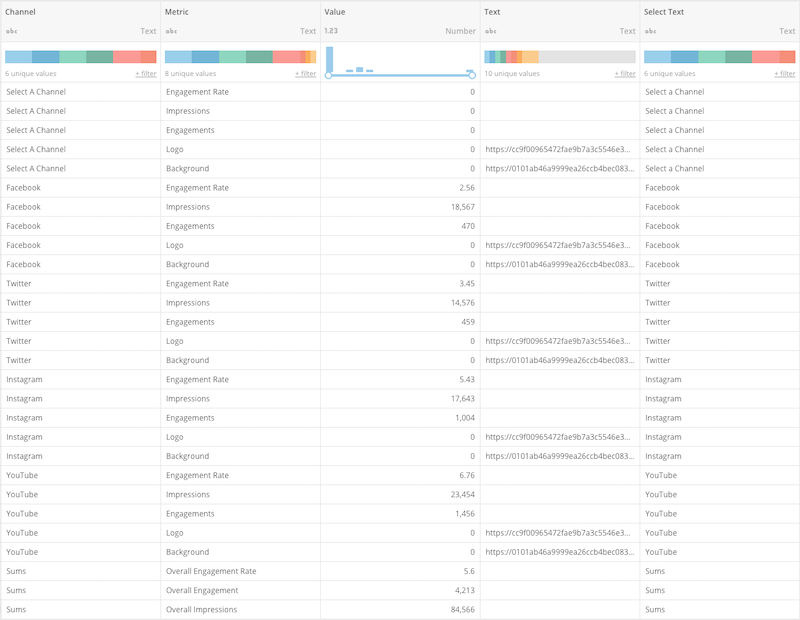 Channel Metric Value Text Select Text
abc Text abc Text 1.23 Number abc Text abc Text
6 unique values + filter 8 unique values + filter 10 unique values + filter 6 unique values + filter
Select A Channel Engagement Rate 0 Select a Channel
Select A Channel Impressions 0 Select a Channel
Select A Channel Engagements 0 Select a Channel
Select A Channel Logo 0 https://cc9f00965472fae9b7a3c5546e3... Select a Channel
Select A Channel Background 0 https://0101ab46a9999ea26ccb4bec083... Select a Channel
Facebook Engagement Rate 2.56 Facebook
Facebook Impressions 18,567 Facebook
Facebook Engagements 470 Facebook
Facebook Logo 0 https://cc9f00965472fae9b7a3c5546e3... Facebook
Facebook Background 0 https://0101ab46a9999ea26ccb4bec083... Facebook
Twitter Engagement Rate 3.45 Twitter
Twitter Impressions 14,576 Twitter
Twitter Engagements 459 Twitter
Twitter Logo 0 https://cc9f00965472fae9b7a3c5546e3... Twitter
Twitter Background 0 https://0101ab46a9999ea26ccb4bec083... Twitter
Instagram Engagement Rate 5.43 Instagram
Instagram Impressions 17,643 Instagram
Instagram Engagements 1,004 Instagram
Instagram Logo 0 https://cc9f00965472fae9b7a3c5546e3... Instagram
Instagram Background 0 https://0101ab46a9999ea26ccb4bec083... Instagram
YouTube Engagement Rate 6.76 YouTube
YouTube Impressions 23,454 YouTube
YouTube Engagements 1,456 YouTube
YouTube Logo 0 https://cc9f00965472fae9b7a3c5546e3... YouTube
YouTube Background 0 https://0101ab46a9999ea26ccb4bec083... YouTube
Sums Overall Engagement Rate 5.6 Sums
Sums Overall Engagement 4,213 Sums
Sums Overall Impressions 84,566 Sums